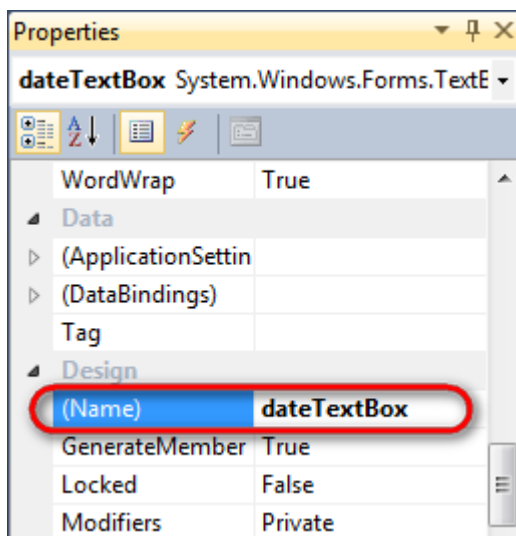 Properties
dateTextBox System.Windows.Forms.TextE
WordWrap True
Data
(ApplicationSettin
(DataBindings)
Tag
Design
(Name) dateTextBox
GenerateMember True
Locked False
Modifiers Private